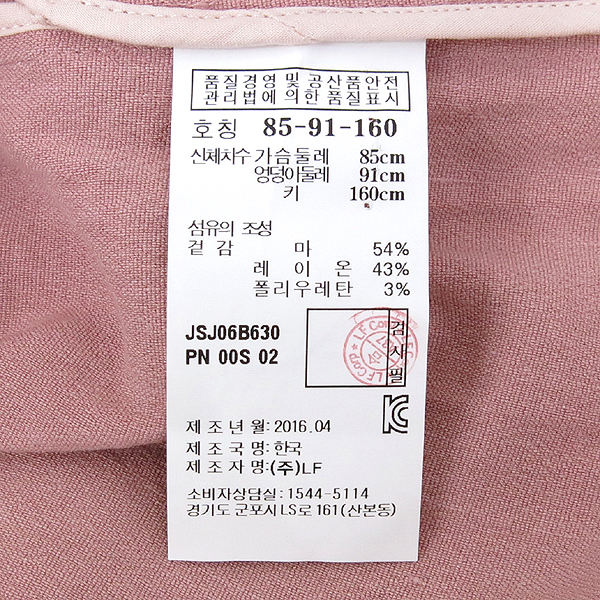 품질경영 및 공산품안전
관리법에 의한 품질표시
호칭 85-91-160
신체치수 가슴둘레 85cm
엉덩이둘레 91cm
키 160cm
섬유의 조성
겉감 마 54%
레이온 43%
폴리우레탄 3%
JSJ06B630
PN 00S 02
검사필
LF Corp
제조년월: 2016.04
제조국명: 한국
제조자명: (주)LF
소비자상담실: 1544-5114
경기도 군포시 LS로 161(산본동)